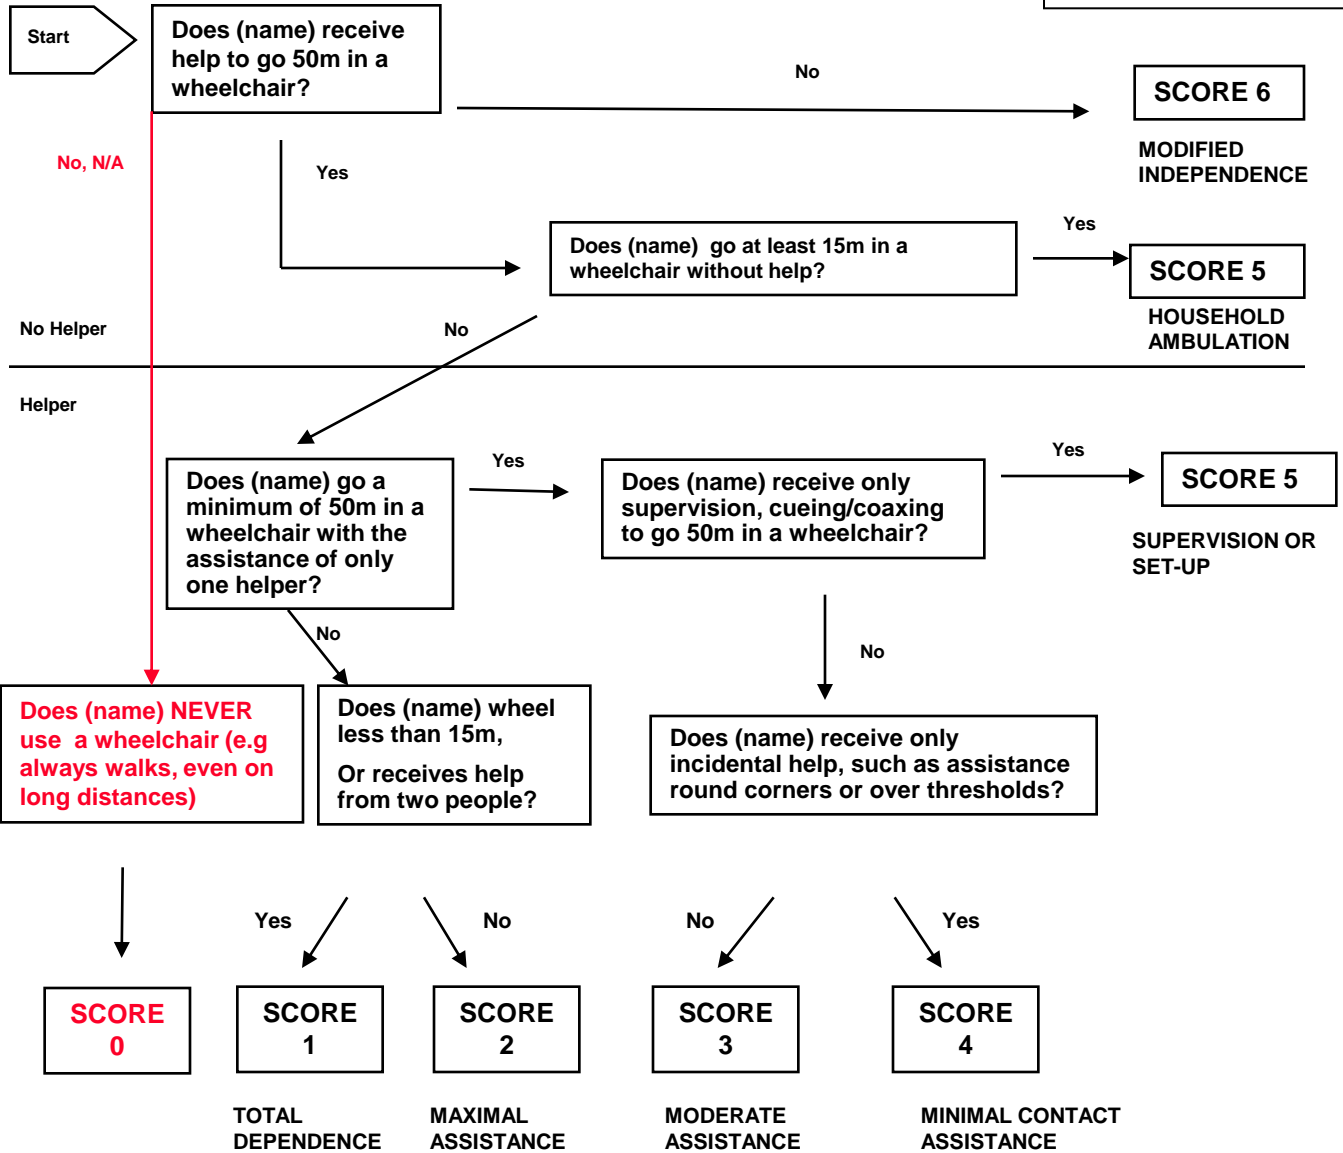 Start
Does (name) receive
help to go 50m in a
wheelchair?
No
SCORE 6
MODIFIED
INDEPENDENCE
No, N/A
Yes
Does (name)  go at least 15m in a
wheelchair without help?
Yes
SCORE 5
HOUSEHOLD
AMBULATION
No Helper
No
Helper
Does (name) go a
minimum of 50m in a
wheelchair with the
assistance of only
one helper?
Yes
Does (name) receive only
supervision, cueing/coaxing
to go 50m in a wheelchair?
Yes
SCORE 5
SUPERVISION OR
SET-UP
No
No
Does (name) NEVER
use  a wheelchair (e.g
always walks, even on
long distances)
Does (name) wheel
less than 15m,
Or receives help
from two people?
Does (name) receive only
incidental help, such as assistance
round corners or over thresholds?
Yes
No
No
Yes
SCORE
0
SCORE
1
SCORE
2
SCORE
3
SCORE
4
TOTAL
DEPENDENCE
MAXIMAL
ASSISTANCE
MODERATE
ASSISTANCE
MINIMAL CONTACT
ASSISTANCE